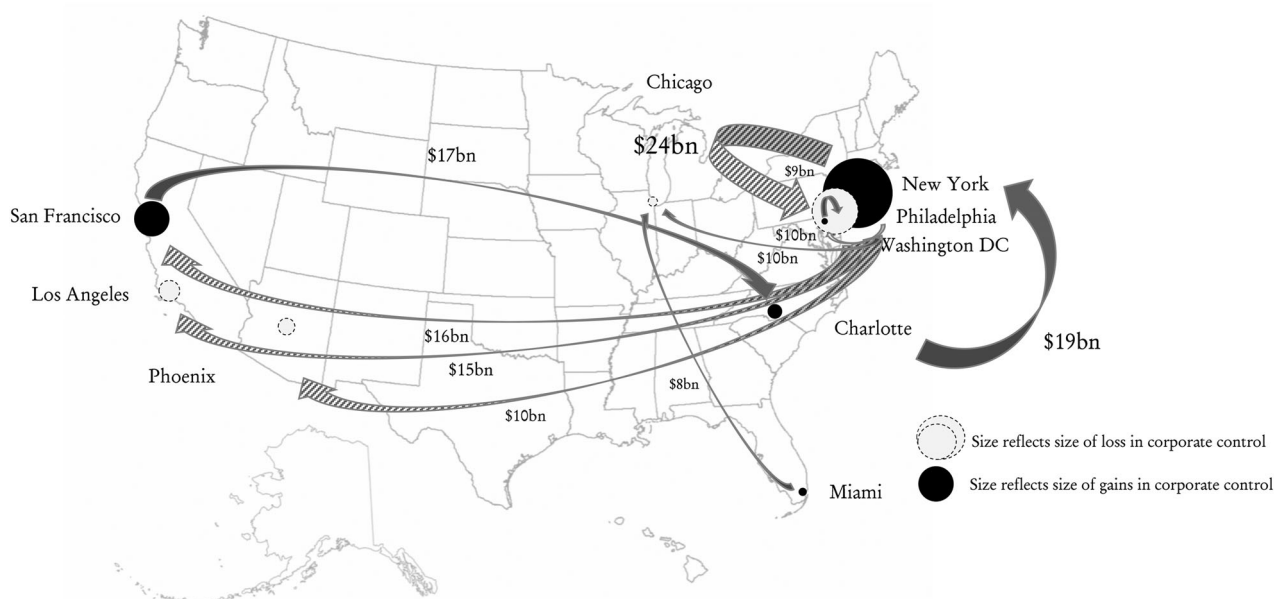 Chicago
$24bn
$17bn
$9bn
New York
San Francisco
Philadelphia
$10bn
Washington DC
$10bn
Los Angeles
Charlotte
$16bn
$19bn
$15bn
Phoenix
$8bn
$10bn
Size reflects size of loss in corporate control
Miami
Size reflects size of gains in corporate control